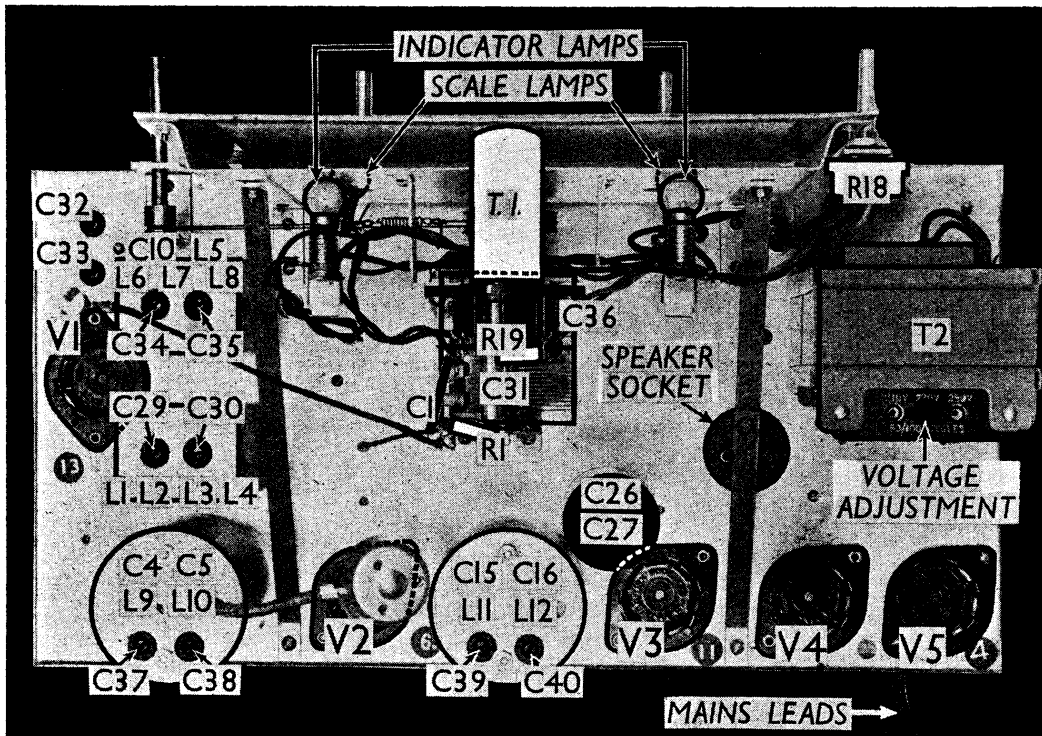 INDICATOR LAMPS
SCALE LAMPS
T.I.
R18
C32
C33
C10 L5
L6 L7 L8
V1
C34 C35
C36
R19
C31
T2
SPEAKER
SOCKET
C29 C30
C1
R1
13
L1 L2 L3 L4
VOLTAGE
ADJUSTMENT
C26
C27
C4 C5
L9 L10
C15 C16
L11 L12
V2
6
V3
11
V4
V5
4
C37 C38
C39 C40
MAINS LEADS